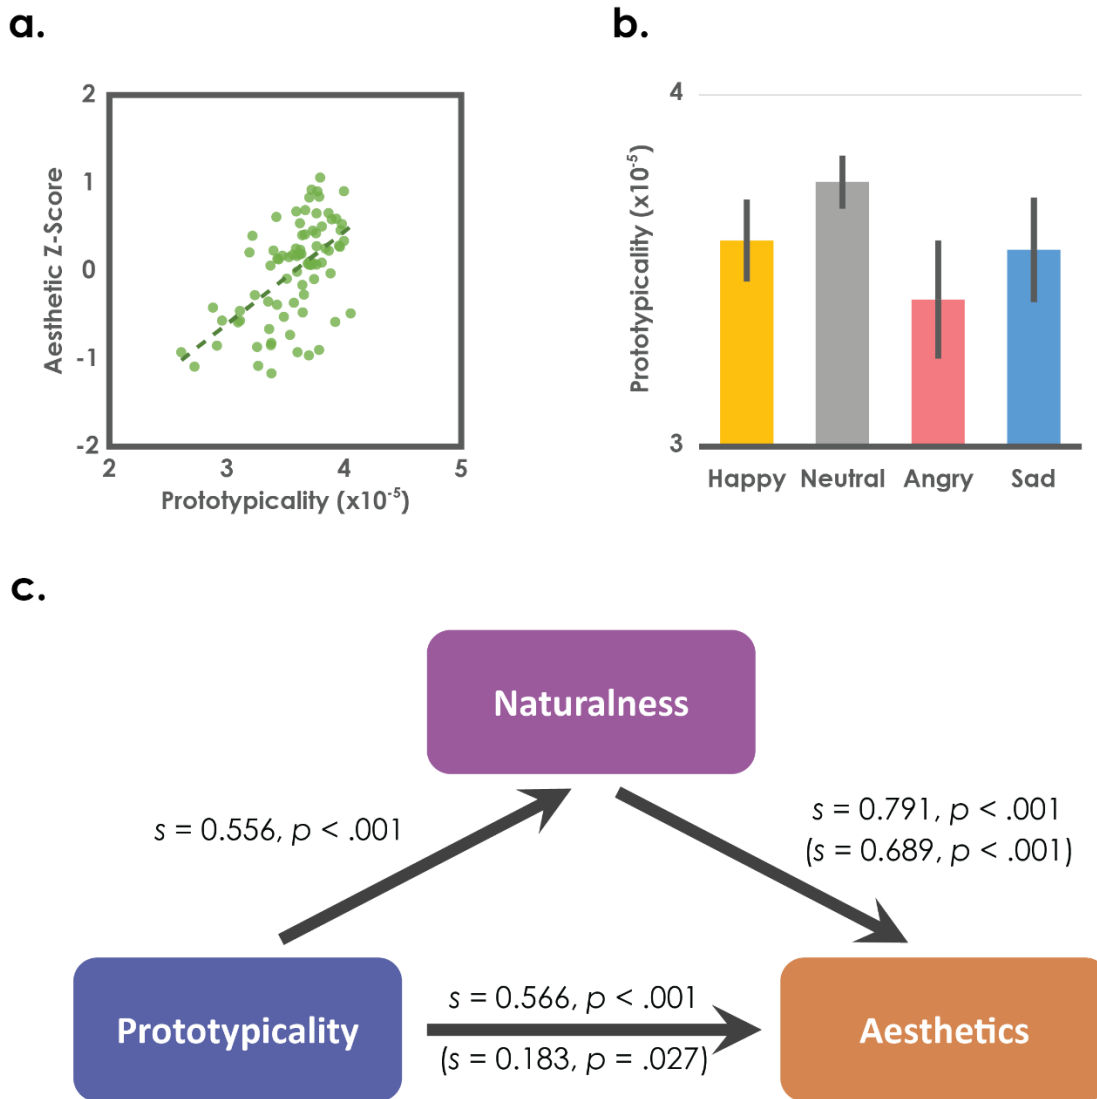 a.
2
1
0
-1
-2
Aesthetic Z-Score
2 3 4 5
Prototypicality (x10⁻⁵)
b.
4
3
Prototypicality (x10⁻⁵)
Happy Neutral Angry Sad
c.
Naturalness
s = 0.556, p < .001
s = 0.791, p < .001
(s = 0.689, p < .001)
Prototypicality
s = 0.566, p < .001
(s = 0.183, p = .027)
Aesthetics